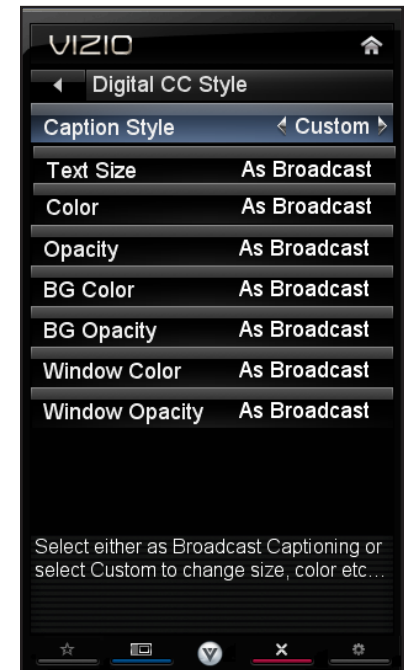 VIZIO
Digital CC Style
Caption Style Custom
Text Size As Broadcast
Color As Broadcast
Opacity As Broadcast
BG Color As Broadcast
BG Opacity As Broadcast
Window Color As Broadcast
Window Opacity As Broadcast
Select either as Broadcast Captioning or
select Custom to change size, color etc...
V